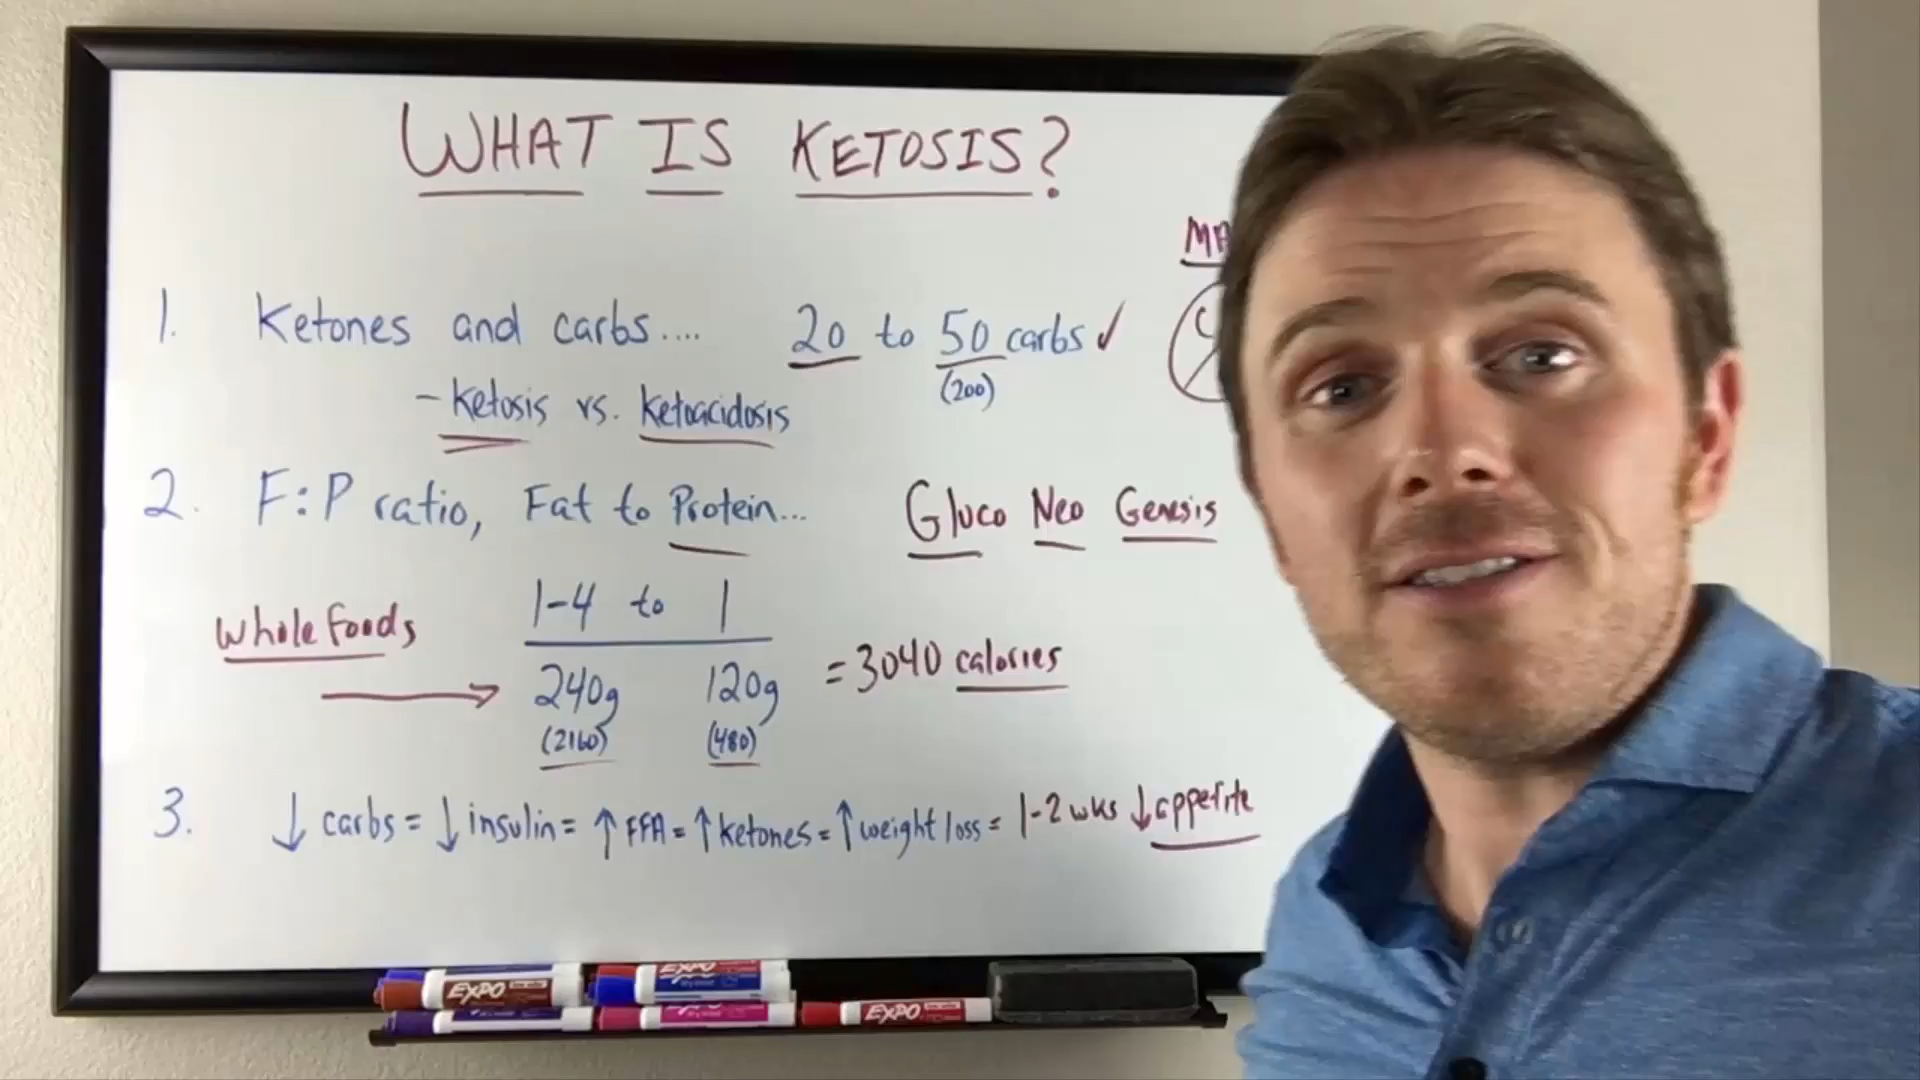 WHAT IS KETOSIS?
MA
1. Ketones and carbs.... 20 to 50 carbs ✓
(200)
- Ketosis vs. Ketoacidosis
2. F:P ratio, Fat to Protein... Gluco Neo Genesis
Whole Foods
1-4 to 1
→ 240g 120g = 3040 calories
(2160) (480)
3. ↓ carbs = ↓ insulin = ↑ FFA = ↑ ketones = ↑ weight loss = 1-2 wks ↓ appetite
EXPO
EXPO
EXPO